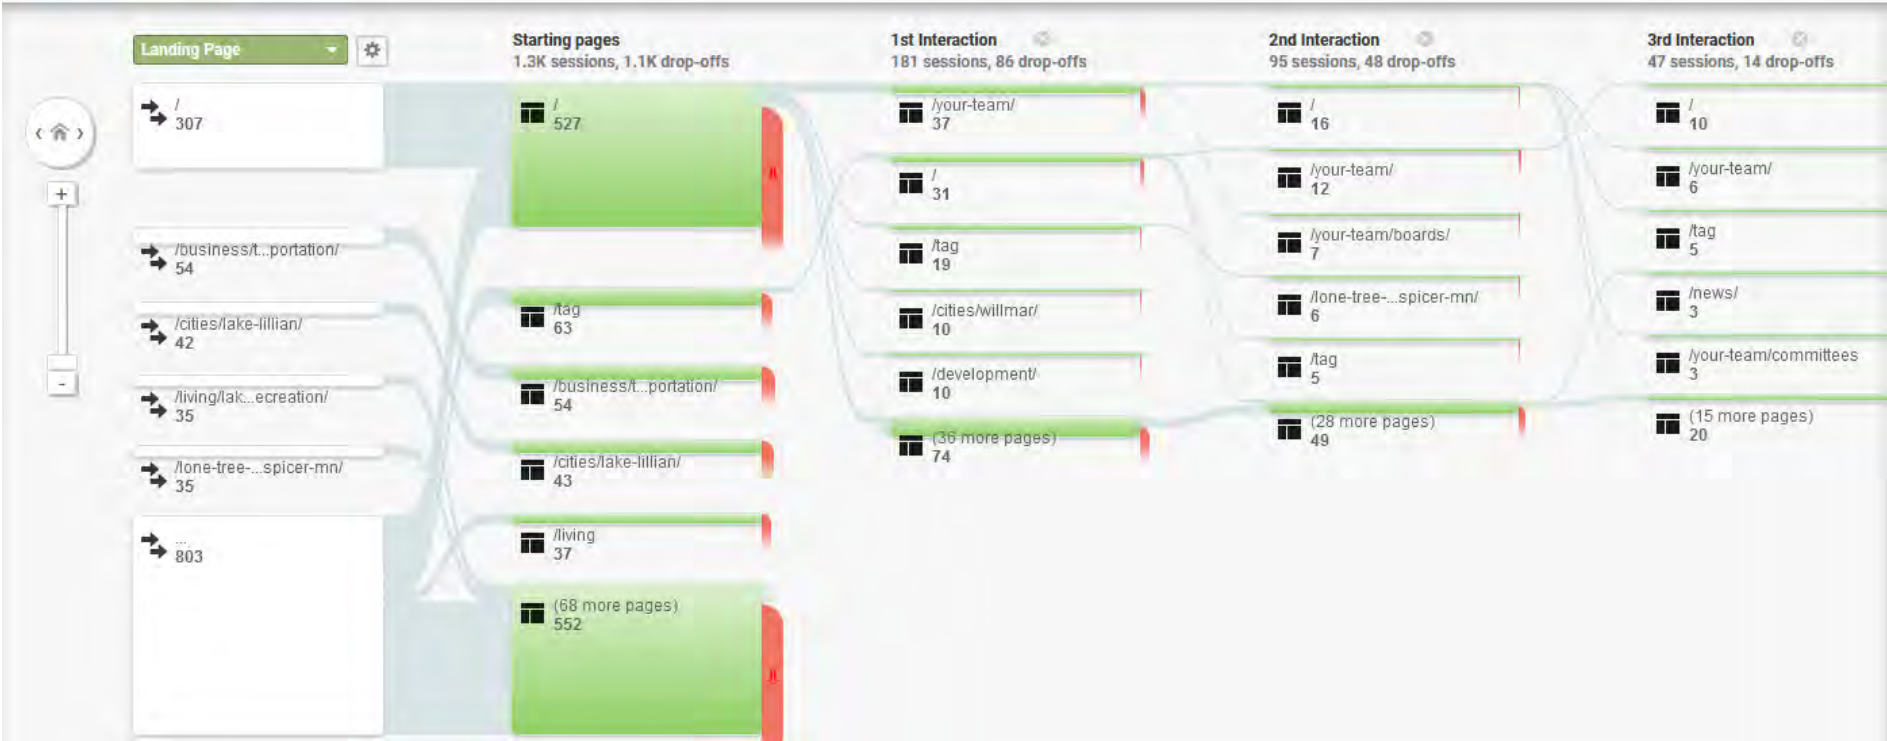 Landing Page
/
307
/business/t...portation/
54
/cities/lake-lillian/
42
/living/lak...ecreation/
35
/lone-tree-...spicer-mn/
35
...
803
+
-
Starting pages
1.3K sessions, 1.1K drop-offs
/
527
/tag
63
/business/t...portation/
54
/cities/lake-lillian/
43
/living
37
(68 more pages)
552
1st Interaction
181 sessions, 86 drop-offs
/your-team/
37
/
31
/tag
19
/cities/willmar/
10
/development/
10
(36 more pages)
74
2nd Interaction
95 sessions, 48 drop-offs
/
16
/your-team/
12
/your-team/boards/
7
/lone-tree-...spicer-mn/
6
/tag
5
(28 more pages)
49
3rd Interaction
47 sessions, 14 drop-offs
/
10
/your-team/
6
/tag
5
/news/
3
/your-team/committees
3
(15 more pages)
20